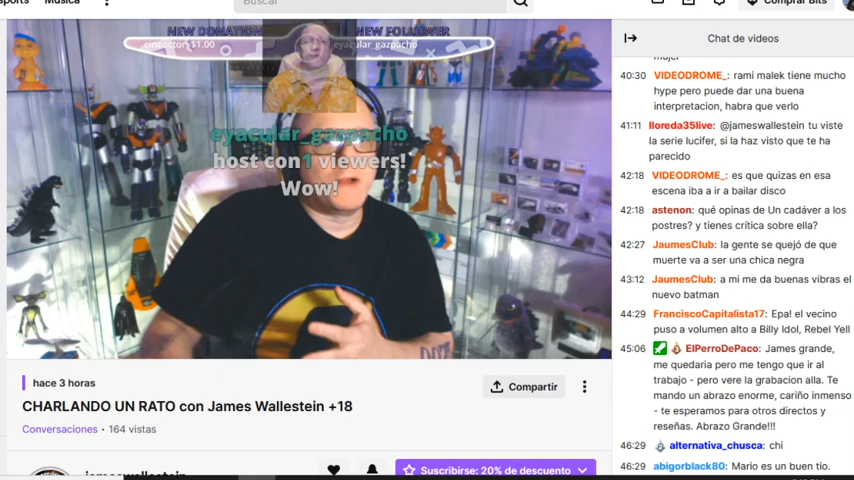 Música
Buscar
Comprar Bits
NEW DONATION
NEW FOLLOWER
cineactor $1.00
eyacular_gazpacho
eyacular_gazpacho
host con 1 viewers!
Wow!
hace 3 horas
Compartir
CHARLANDO UN RATO con James Wallestein +18
Conversaciones • 164 vistas
jameswallestein
Suscribirse: 20% de descuento
Chat de videos
mujer
40:30 VIDEODROME_: rami malek tiene mucho
hype pero puede dar una buena
interpretacion, habra que verlo
41:11 lloreda35live: @jameswallestein tu viste
la serie lucifer, si la haz visto que te ha
parecido
42:18 VIDEODROME_: es que quizas en esa
escena iba a ir a bailar disco
42:18 astenon: qué opinas de Un cadáver a los
postres? y tienes crítica sobre ella?
42:27 JaumesClub: la gente se quejó de que
muerte va a ser una chica negra
43:12 JaumesClub: a mi me da buenas vibras el
nuevo batman
44:29 FranciscoCapitalista17: Epa! el vecino
puso a volumen alto a Billy Idol, Rebel Yell
45:06 ElPerroDePaco: James grande,
me quedaria pero me tengo que ir al
trabajo - pero vere la grabacion alla. Te
mando un abrazo enorme, cariño inmenso
- te esperamos para otros directos y
reseñas. Abrazo Grande!!!
46:29 alternativa_chusca: chi
46:29 abigorblack80: Mario es un buen tio.